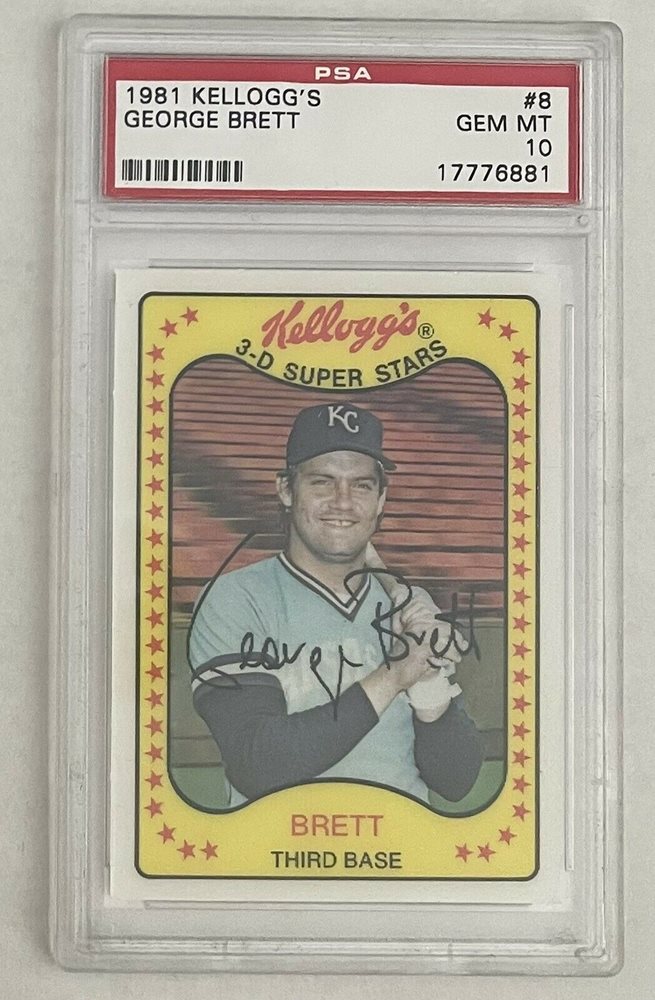 PSA
1981 KELLOGG'S #8
GEORGE BRETT GEM MT
10
17776881
Kellogg's®
3-D SUPER STARS
KC
George Brett
BRETT
THIRD BASE